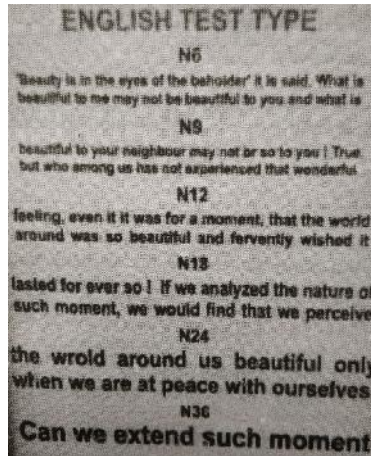 ENGLISH TEST TYPE
N6
'Beauty is in the eyes of the beholder' it is said. What is
beautiful to me may not be beautiful to you and what is
N9
beautiful to your neighbour may not or so to you ! True
but who among us has not experienced that wonderful
N12
feeling, even it it was for a moment, that the world
around was so beautiful and fervently wished it
N18
lasted for ever so ! If we analyzed the nature of
such moment, we would find that we perceive
N24
the wrold around us beautiful only
when we are at peace with ourselves
N36
Can we extend such moment